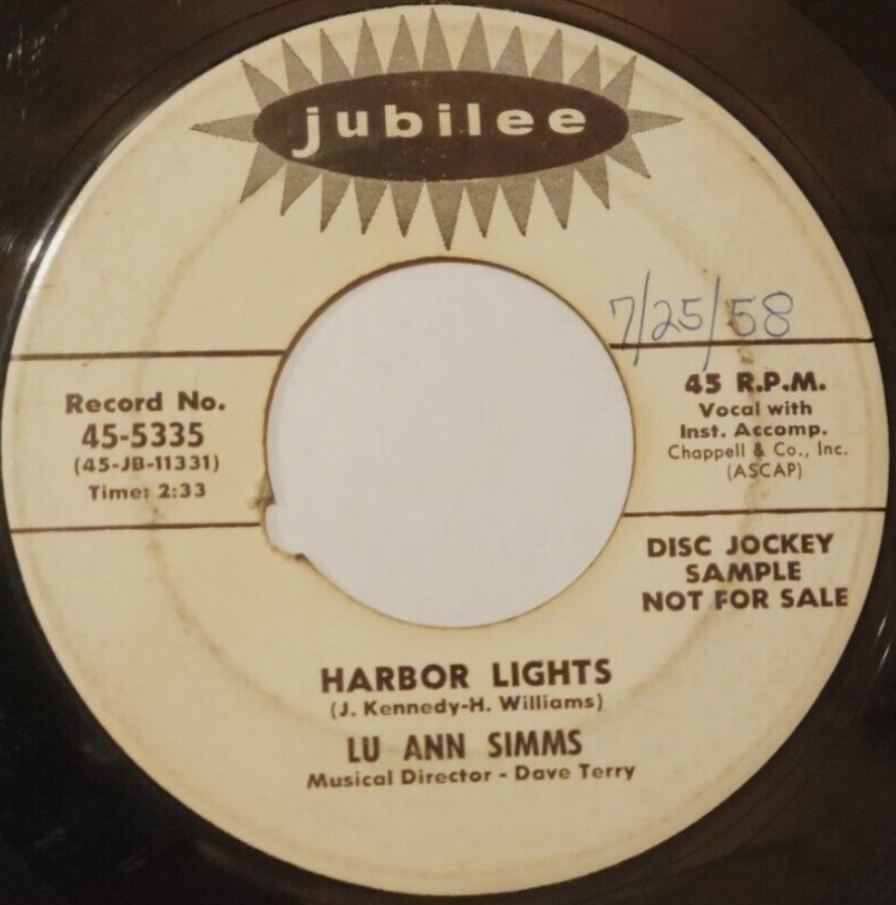 jubilee
7/25/58
Record No.
45-5335
(45-JB-11331)
Time: 2:33
45 R.P.M.
Vocal with
Inst. Accomp.
Chappell & Co., Inc.
(ASCAP)
DISC JOCKEY
SAMPLE
NOT FOR SALE
HARBOR LIGHTS
(J. Kennedy-H. Williams)
LU ANN SIMMS
Musical Director - Dave Terry